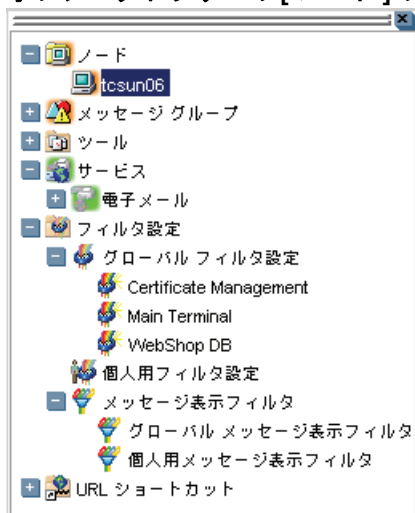 ノード
tcsun06
メッセージ グループ
ツール
サービス
電子メール
フィルタ設定
グローバル フィルタ設定
Certificate Management
Main Terminal
WebShop DB
個人用フィルタ設定
メッセージ表示フィルタ
グローバル メッセージ表示フィルタ
個人用メッセージ表示フィルタ
URL ショートカット